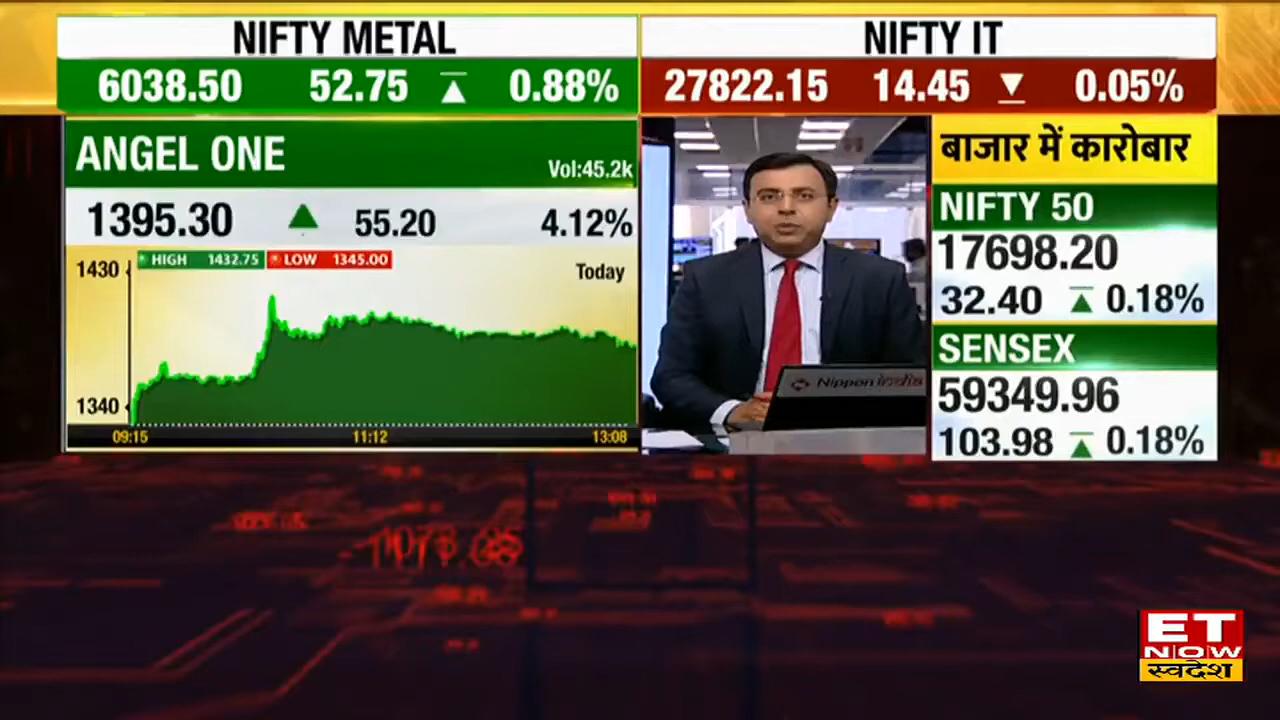 NIFTY METAL
6038.50 52.75 0.88%
NIFTY IT
27822.15 14.45 0.05%
ANGEL ONE
Vol:45.2k
1395.30 55.20 4.12%
HIGH 1432.75 LOW 1345.00
Today
1430
1340
09:15 11:12 13:08
Nippon india
बाजार में कारोबार
NIFTY 50
17698.20
32.40 0.18%
SENSEX
59349.96
103.98 0.18%
ET
NOW
स्वदेश